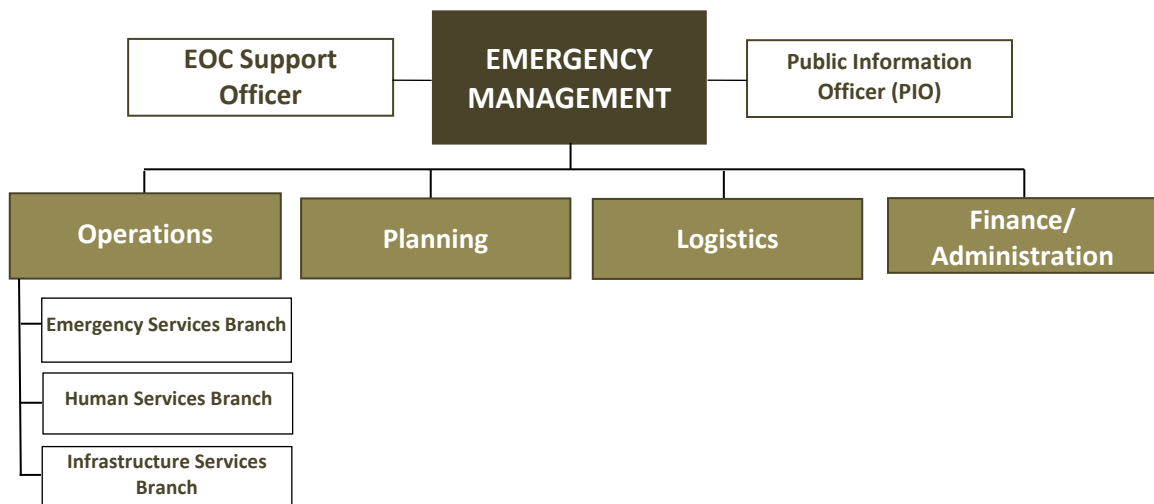 EOC Support
Officer
EMERGENCY
MANAGEMENT
Public Information
Officer (PIO)
Operations
Planning
Logistics
Finance/
Administration
Emergency Services Branch
Human Services Branch
Infrastructure Services
Branch